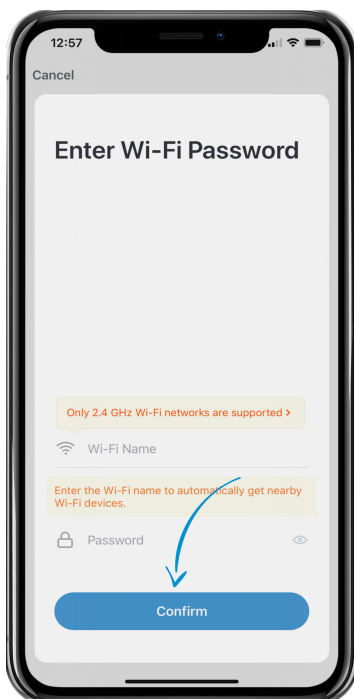 12:57
Cancel
Enter Wi-Fi Password
Only 2.4 GHz Wi-Fi networks are supported >
Wi-Fi Name
Enter the Wi-Fi name to automatically get nearby
Wi-Fi devices.
Password
Confirm